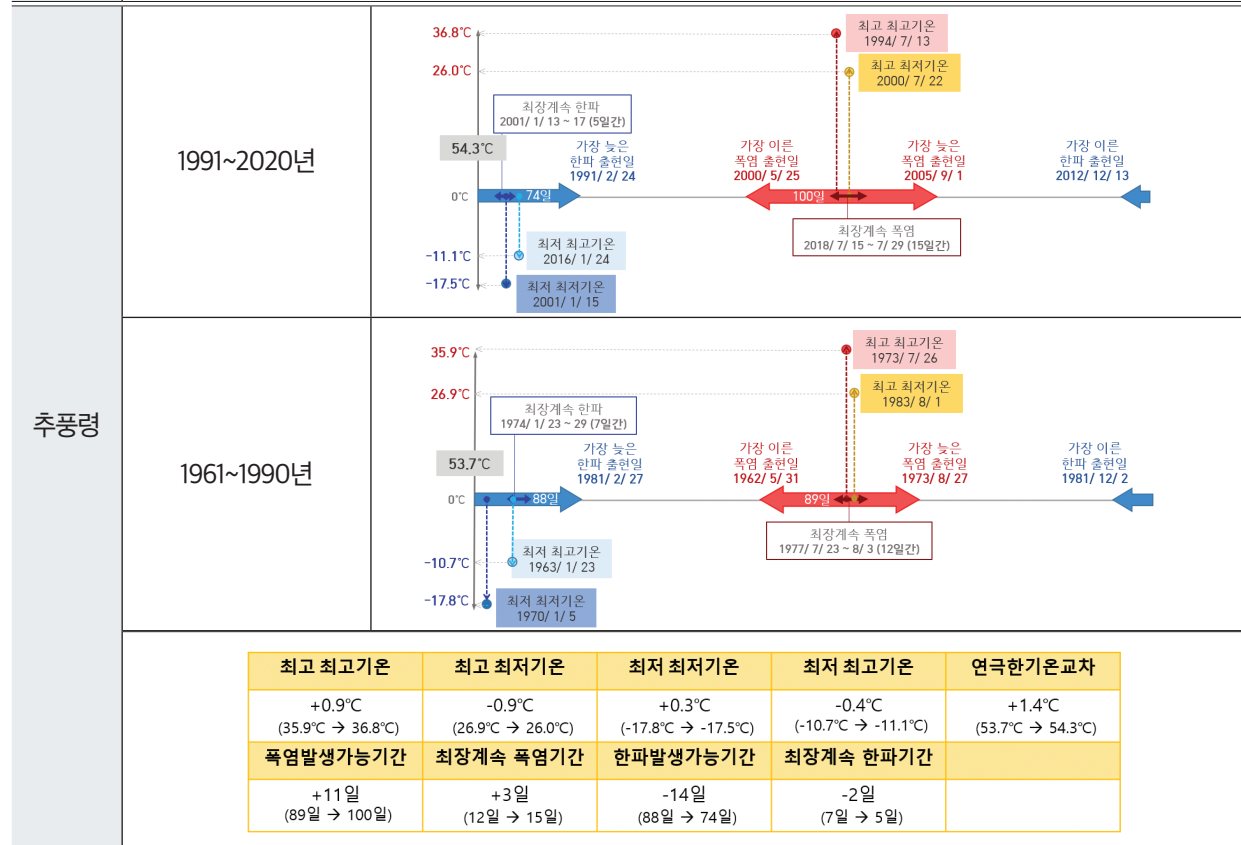 추풍령
1991~2020년
36.8℃
26.0℃
54.3℃
0℃
-11.1℃
-17.5℃
최고 최고기온
1994/ 7/ 13
최고 최저기온
2000/ 7/ 22
최장계속 한파
2001/ 1/ 13 ~ 17 (5일간)
가장 늦은
한파 출현일
1991/ 2/ 24
가장 이른
폭염 출현일
2000/ 5/ 25
가장 늦은
폭염 출현일
2005/ 9/ 1
가장 이른
한파 출현일
2012/ 12/ 13
74일
100일
최장계속 폭염
2018/ 7/ 15 ~ 7/ 29 (15일간)
최저 최고기온
2016/ 1/ 24
최저 최저기온
2001/ 1/ 15
1961~1990년
35.9℃
26.9℃
53.7℃
0℃
-10.7℃
-17.8℃
최고 최고기온
1973/ 7/ 26
최고 최저기온
1983/ 8/ 1
최장계속 한파
1974/ 1/ 23 ~ 29 (7일간)
가장 늦은
한파 출현일
1981/ 2/ 27
가장 이른
폭염 출현일
1962/ 5/ 31
가장 늦은
폭염 출현일
1973/ 8/ 27
가장 이른
한파 출현일
1981/ 12/ 2
88일
89일
최장계속 폭염
1977/ 7/ 23 ~ 8/ 3 (12일간)
최저 최고기온
1963/ 1/ 23
최저 최저기온
1970/ 1/ 5
최고 최고기온 최고 최저기온 최저 최저기온 최저 최고기온 연극한기온교차
+0.9℃ -0.9℃ +0.3℃ -0.4℃ +1.4℃
(35.9℃ → 36.8℃) (26.9℃ → 26.0℃) (-17.8℃ → -17.5℃) (-10.7℃ → -11.1℃) (53.7℃ → 54.3℃)
폭염발생가능기간 최장계속 폭염기간 한파발생가능기간 최장계속 한파기간
+11일 +3일 -14일 -2일
(89일 → 100일) (12일 → 15일) (88일 → 74일) (7일 → 5일)